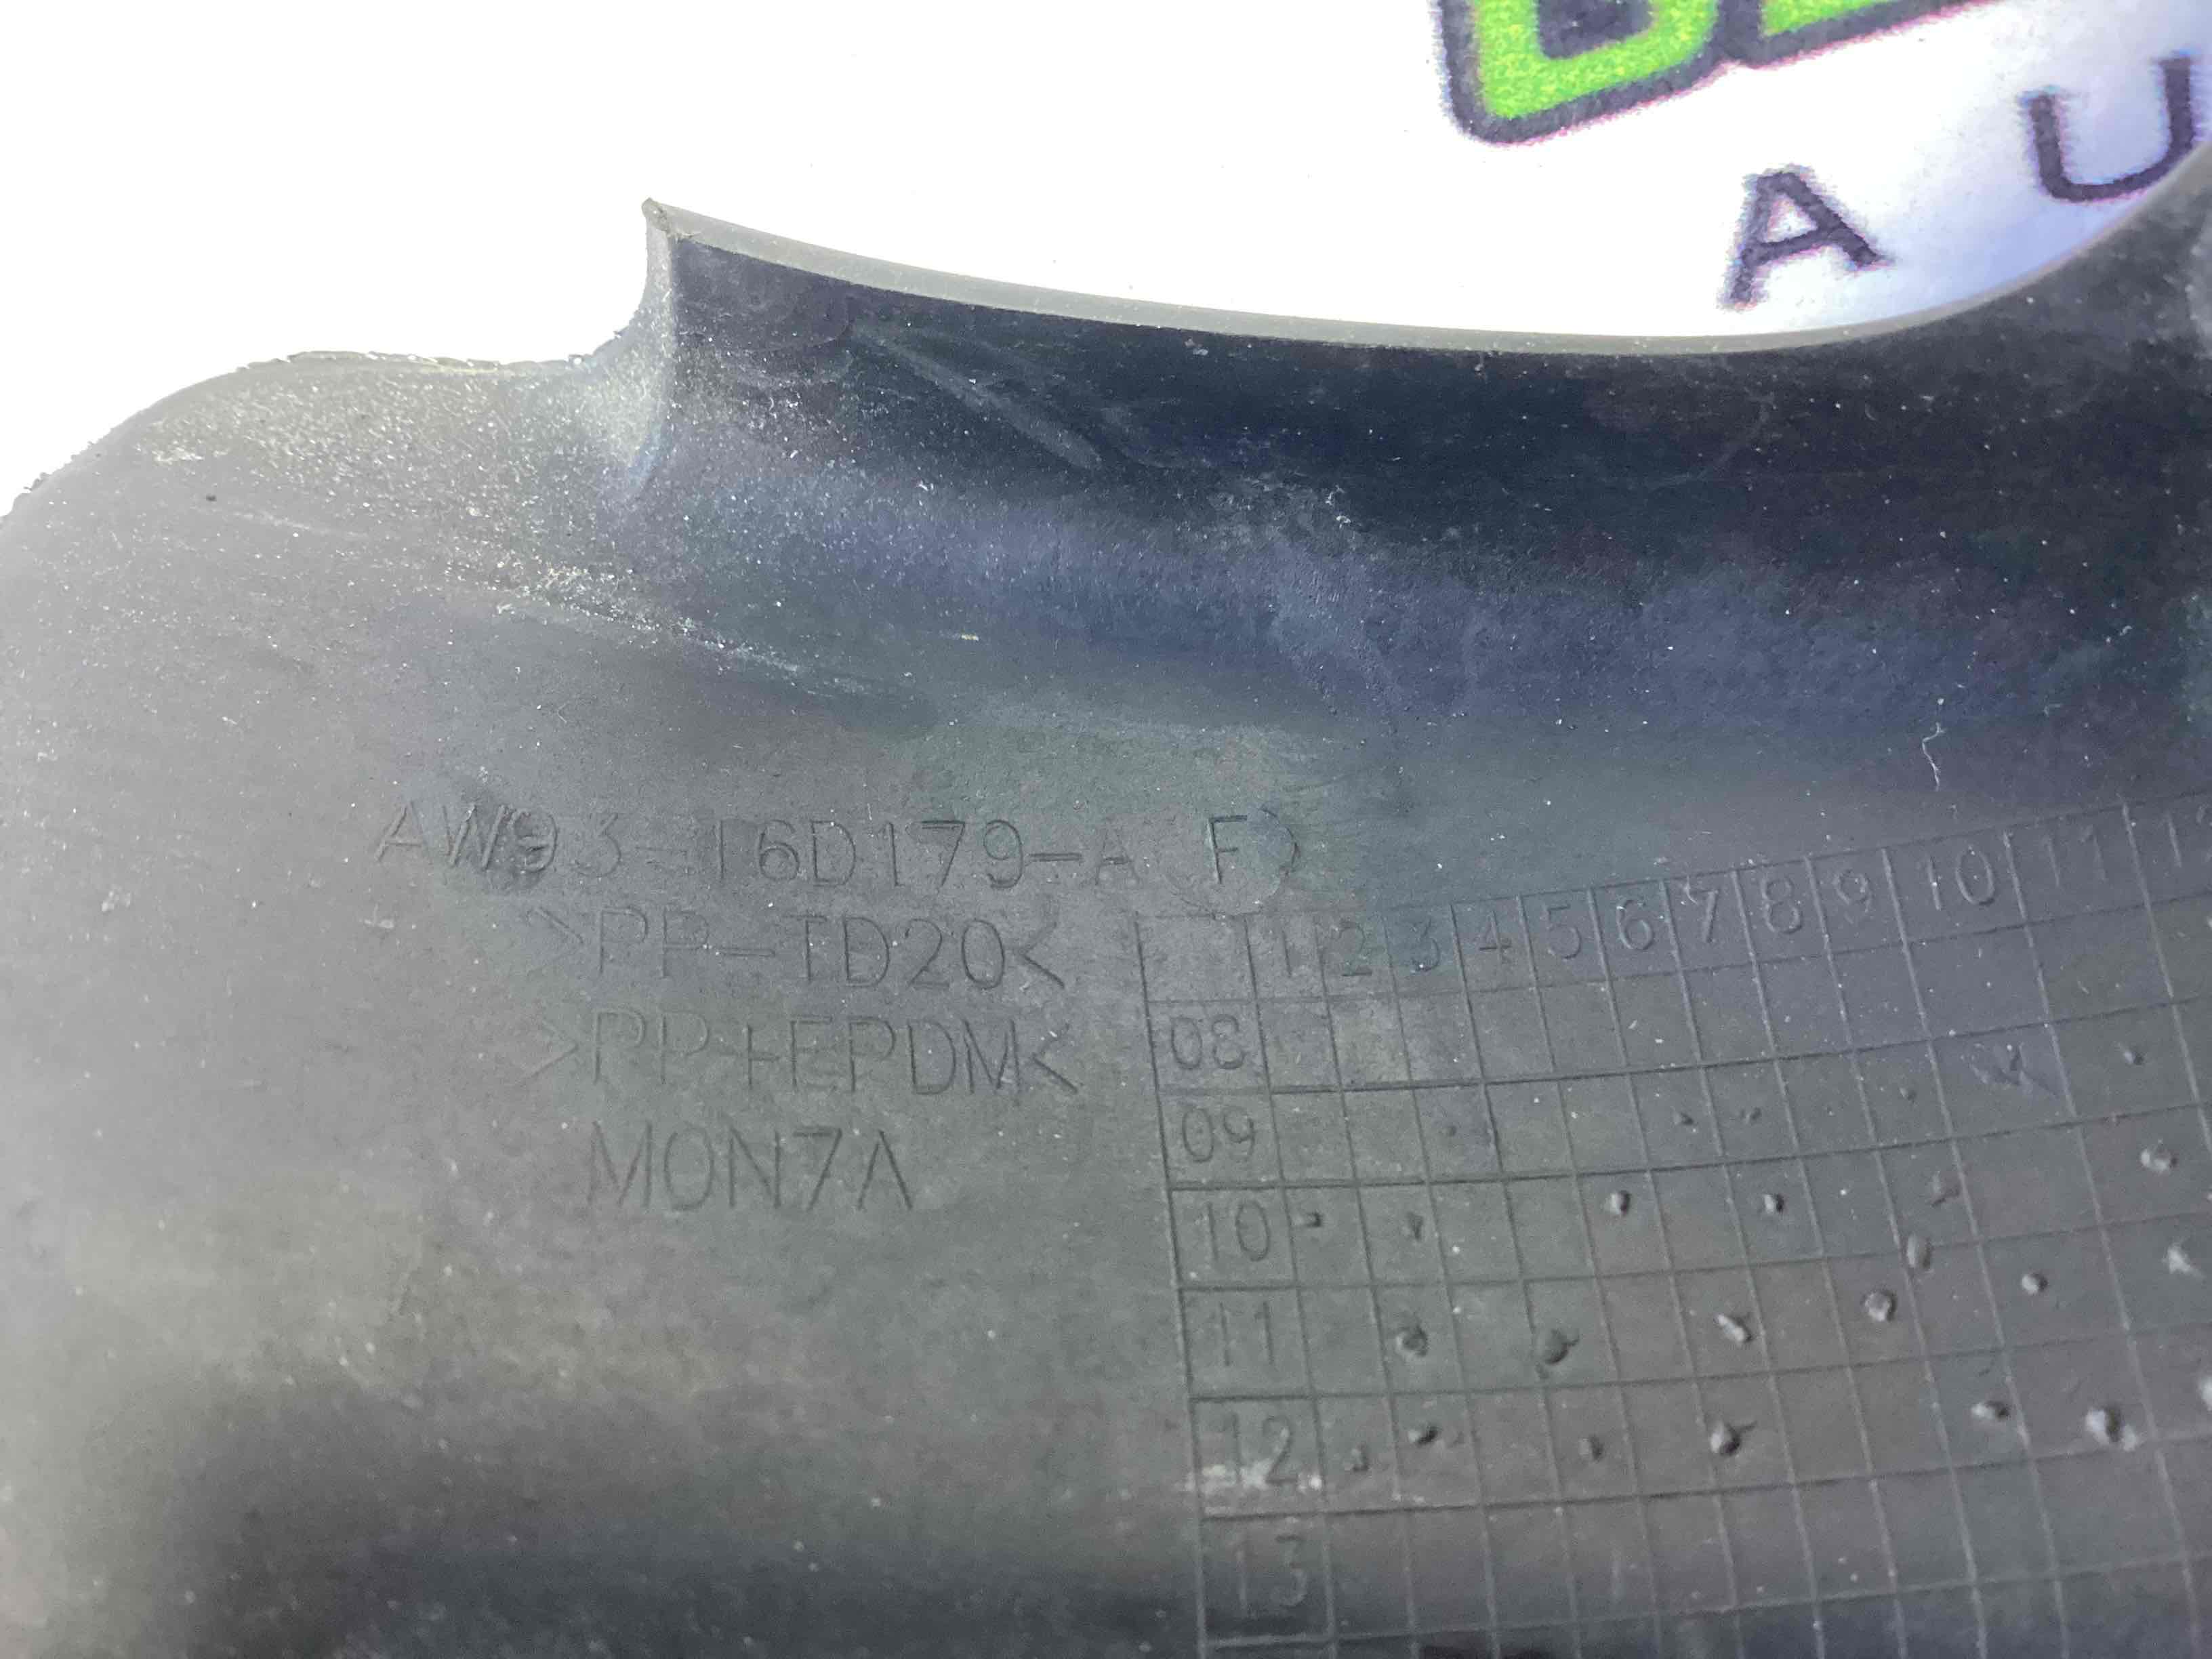 A U
AW93-16D179-A F)
>PP-TD20<
>PP+EPDM<
MON7A
1 2 3 4 5 6 7 8 9 10 11
08
09
10
11
12
13